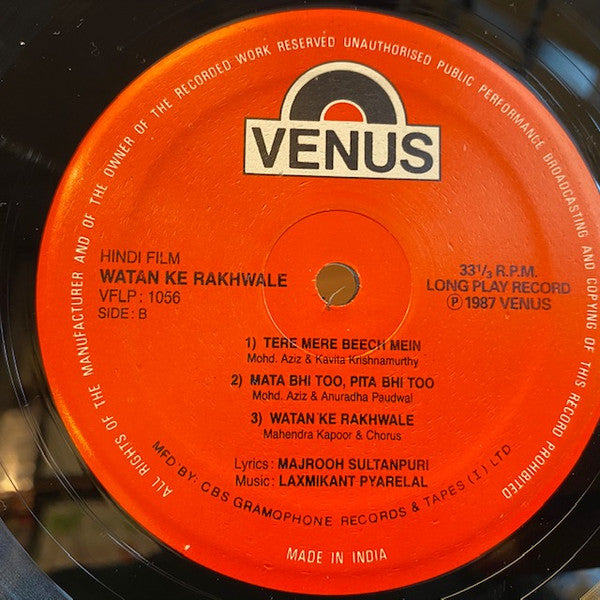 ALL RIGHTS OF THE MANUFACTURER AND OF THE OWNER OF THE RECORDED WORK RESERVED UNAUTHORISED PUBLIC PERFORMANCE BROADCASTING AND COPYING OF THIS RECORD PROHIBITED
VENUS
HINDI FILM
WATAN KE RAKHWALE
VFLP : 1056
SIDE : B
33 1/3 R.P.M.
LONG PLAY RECORD
℗ 1987 VENUS
1) TERE MERE BEECH MEIN
Mohd. Aziz & Kavita Krishnamurthy
2) MATA BHI TOO, PITA BHI TOO
Mohd. Aziz & Anuradha Paudwal
3) WATAN KE RAKHWALE
Mahendra Kapoor & Chorus
Lyrics : MAJROOH SULTANPURI
Music : LAXMIKANT PYARELAL
MFD. BY: CBS GRAMOPHONE RECORDS & TAPES (I) LTD.
MADE IN INDIA